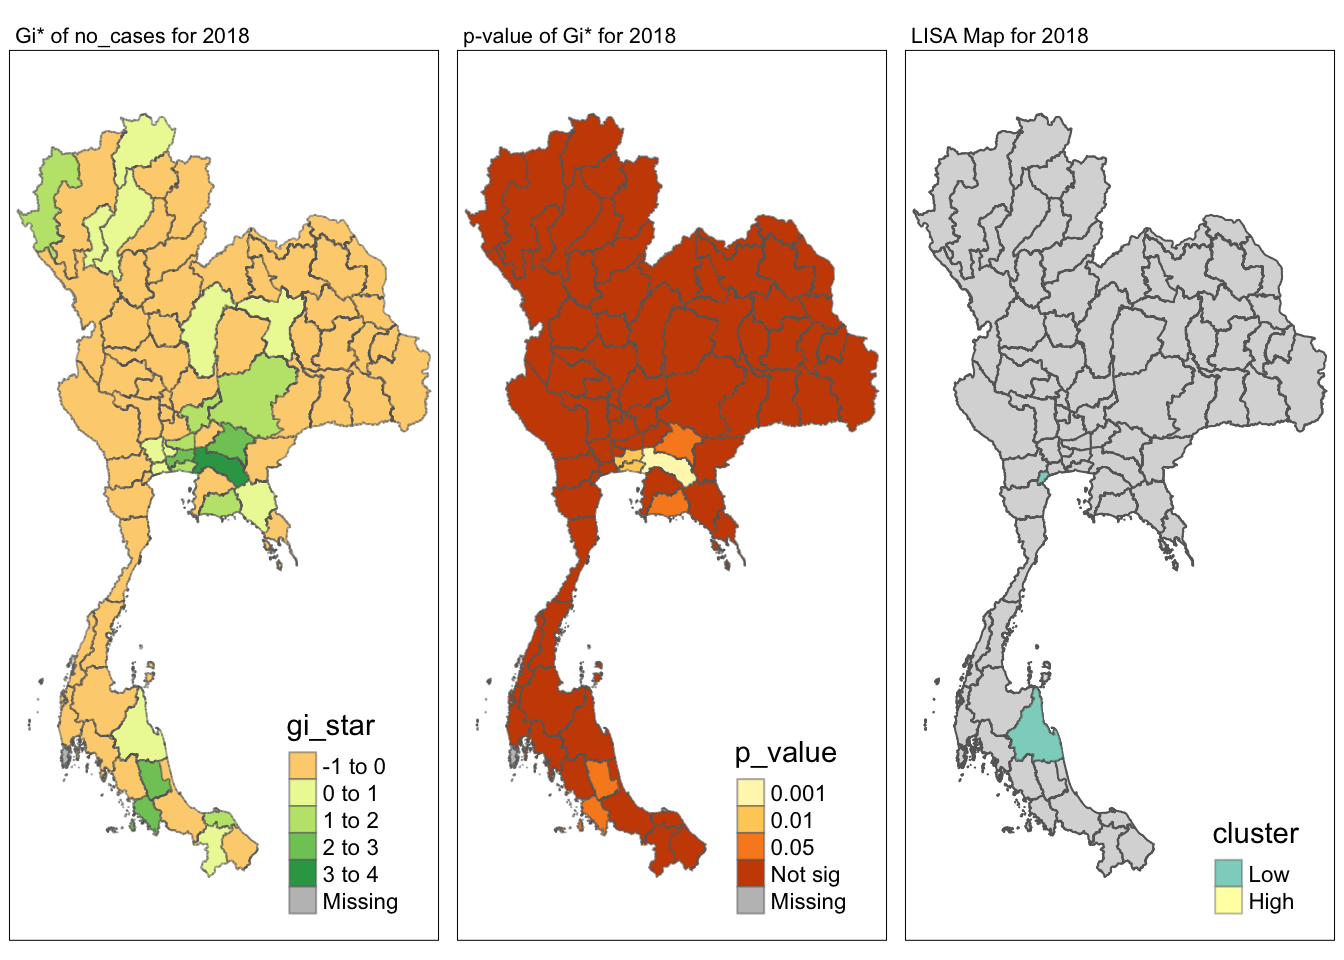 Gi* of no_cases for 2018
gi_star
-1 to 0
0 to 1
1 to 2
2 to 3
3 to 4
Missing
p-value of Gi* for 2018
p_value
0.001
0.01
0.05
Not sig
Missing
LISA Map for 2018
cluster
Low
High